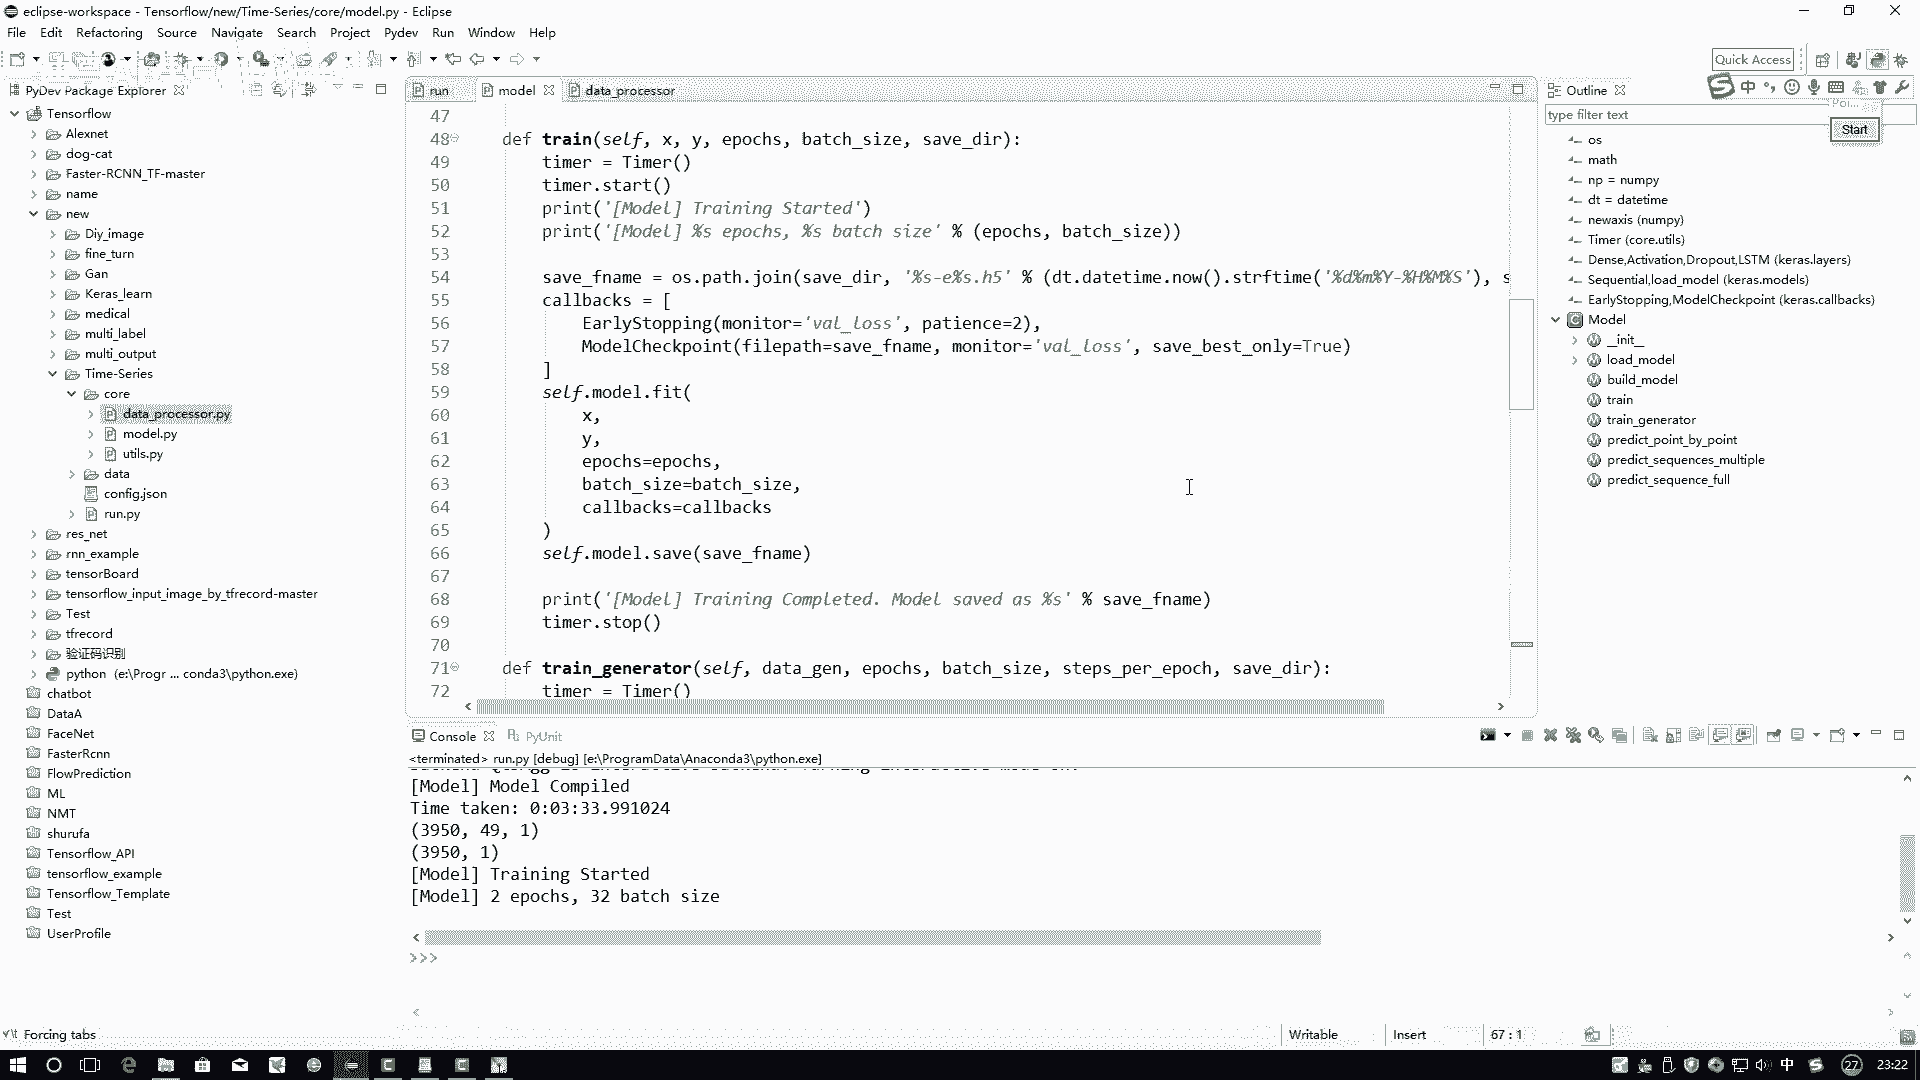 eclipse-workspace - Tensorflow/new/Time-Series/core/model.py - Eclipse
File Edit Refactoring Source Navigate Search Project Pydev Run Window Help
Quick Access
PyDev Package Explorer
Tensorflow
Alexnet
dog-cat
Faster-RCNN_TF-master
name
new
Diy_image
fine_turn
Gan
Keras_learn
medical
multi_label
multi_output
Time-Series
core
data_processor.py
model.py
utils.py
data
config.json
run.py
res_net
rnn_example
tensorBoard
tensorflow_input_image_by_tfrecord-master
Test
tfrecord
验证码识别
python (e:\Progr ... conda3\python.exe)
chatbot
DataA
FaceNet
FasterRcnn
FlowPrediction
ML
NMT
shurufa
Tensorflow_API
tensorflow_example
Tensorflow_Template
Test
UserProfile
run model data_processor
47
48 def train(self, x, y, epochs, batch_size, save_dir):
49 timer = Timer()
50 timer.start()
51 print('[Model] Training Started')
52 print('[Model] %s epochs, %s batch size' % (epochs, batch_size))
53
54 save_fname = os.path.join(save_dir, '%s-e%s.h5' % (dt.datetime.now().strftime('%d%m%Y-%H%M%S'), s
55 callbacks = [
56 EarlyStopping(monitor='val_loss', patience=2),
57 ModelCheckpoint(filepath=save_fname, monitor='val_loss', save_best_only=True)
58 ]
59 self.model.fit(
60 x,
61 y,
62 epochs=epochs,
63 batch_size=batch_size,
64 callbacks=callbacks
65 )
66 self.model.save(save_fname)
67
68 print('[Model] Training Completed. Model saved as %s' % save_fname)
69 timer.stop()
70
71 def train_generator(self, data_gen, epochs, batch_size, steps_per_epoch, save_dir):
72 timer = Timer()
Outline
中
type filter text
Start
os
math
np = numpy
dt = datetime
newaxis (numpy)
Timer (core.utils)
Dense,Activation,Dropout,LSTM (keras.layers)
Sequential,load_model (keras.models)
EarlyStopping,ModelCheckpoint (keras.callbacks)
Model
__init__
load_model
build_model
train
train_generator
predict_point_by_point
predict_sequences_multiple
predict_sequence_full
Console PyUnit
<terminated> run.py [debug] [e:\ProgramData\Anaconda3\python.exe]
[Model] Model Compiled
Time taken: 0:03:33.991024
(3950, 49, 1)
(3950, 1)
[Model] Training Started
[Model] 2 epochs, 32 batch size
>>>
Forcing tabs
Writable
Insert
67 : 1
中
27
23:22